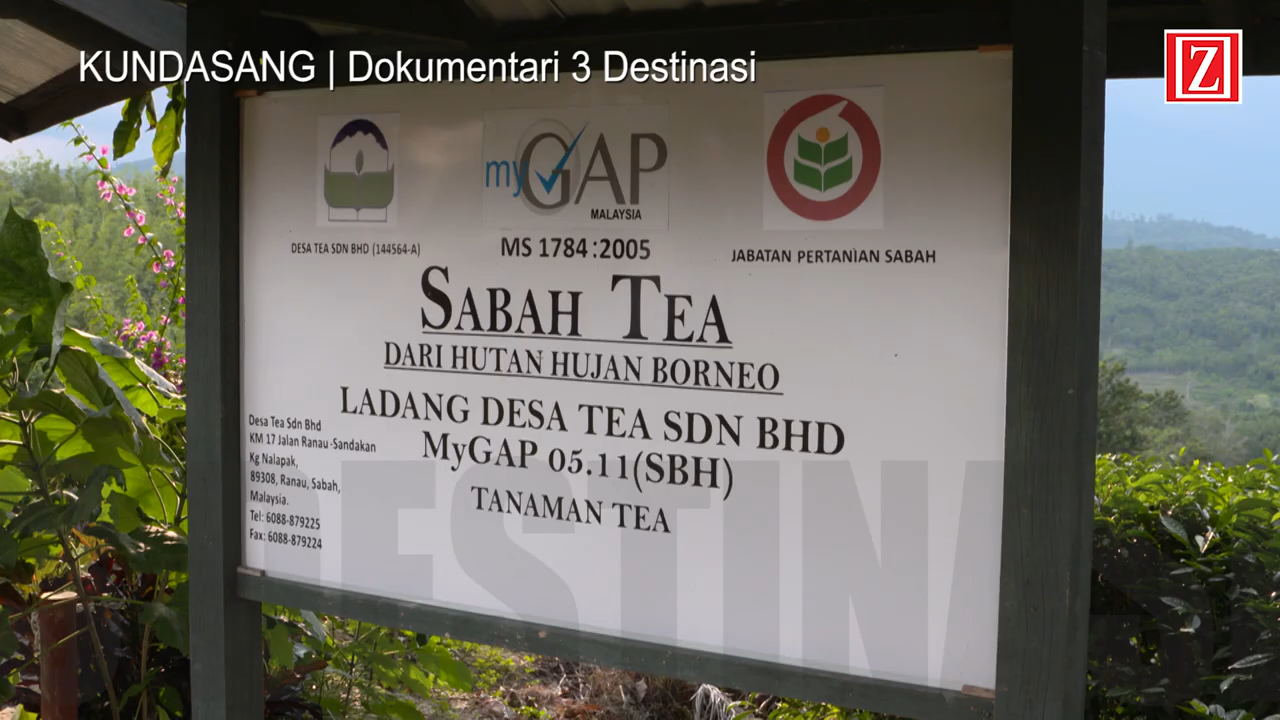 KUNDASANG | Dokumentari 3 Destinasi
Z
myGAP
MALAYSIA
DESA TEA SDN BHD (144564-A)
MS 1784:2005
JABATAN PERTANIAN SABAH
SABAH TEA
DARI HUTAN HUJAN BORNEO
LADANG DESA TEA SDN BHD
MyGAP 05.11(SBH)
TANAMAN TEA
Desa Tea Sdn Bhd
KM 17 Jalan Ranau-Sandakan
Kg Nalapak,
89308, Ranau, Sabah,
Malaysia.
Tel: 6088-879225
Fax: 6088-879224
DESTINA